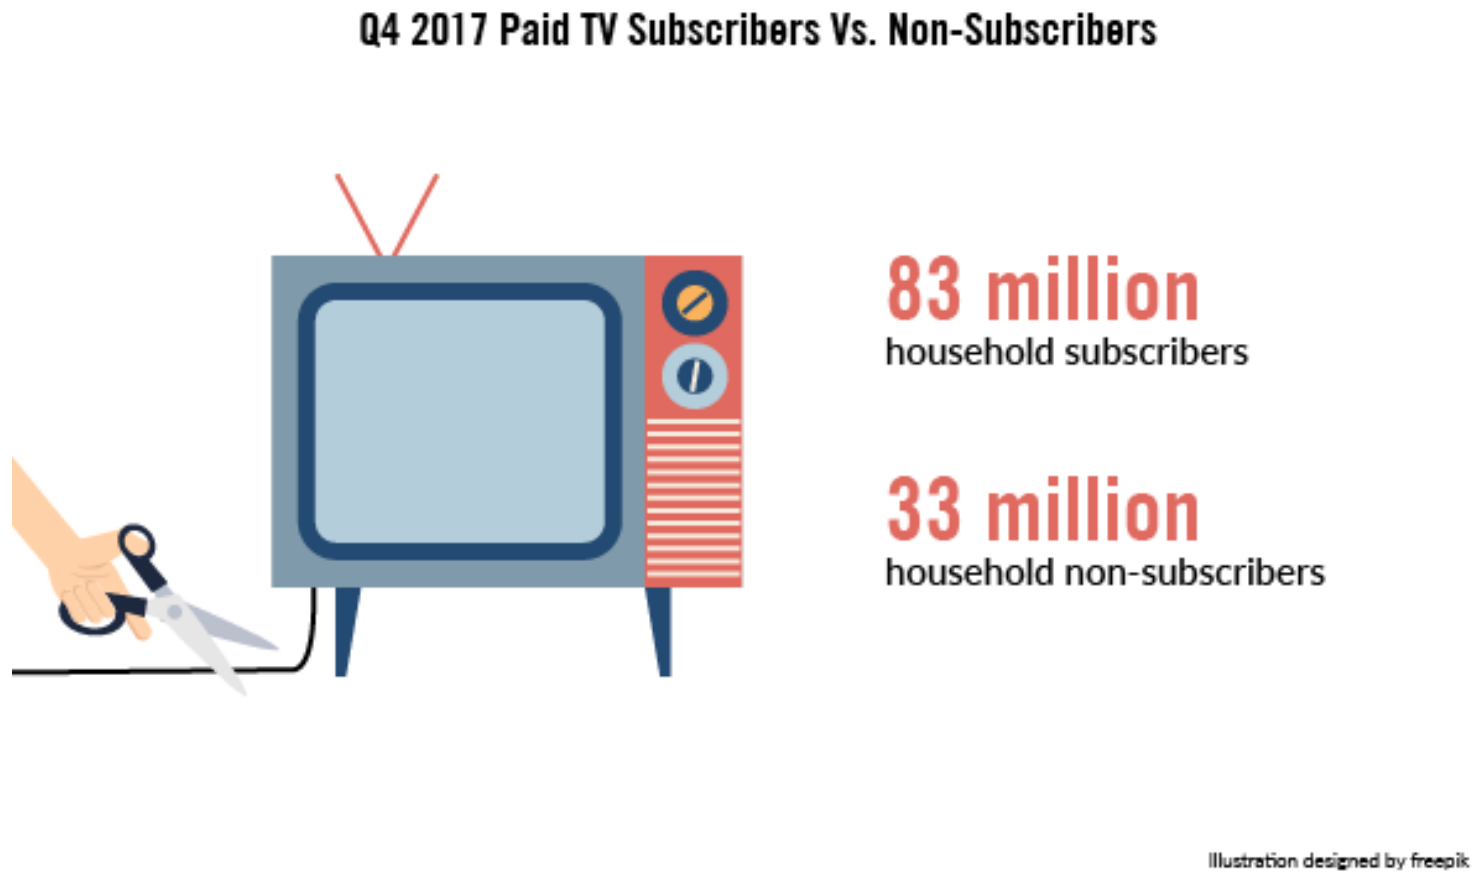 Q4 2017 Paid TV Subscribers Vs. Non-Subscribers
83 million
household subscribers
33 million
household non-subscribers
Illustration designed by freepik